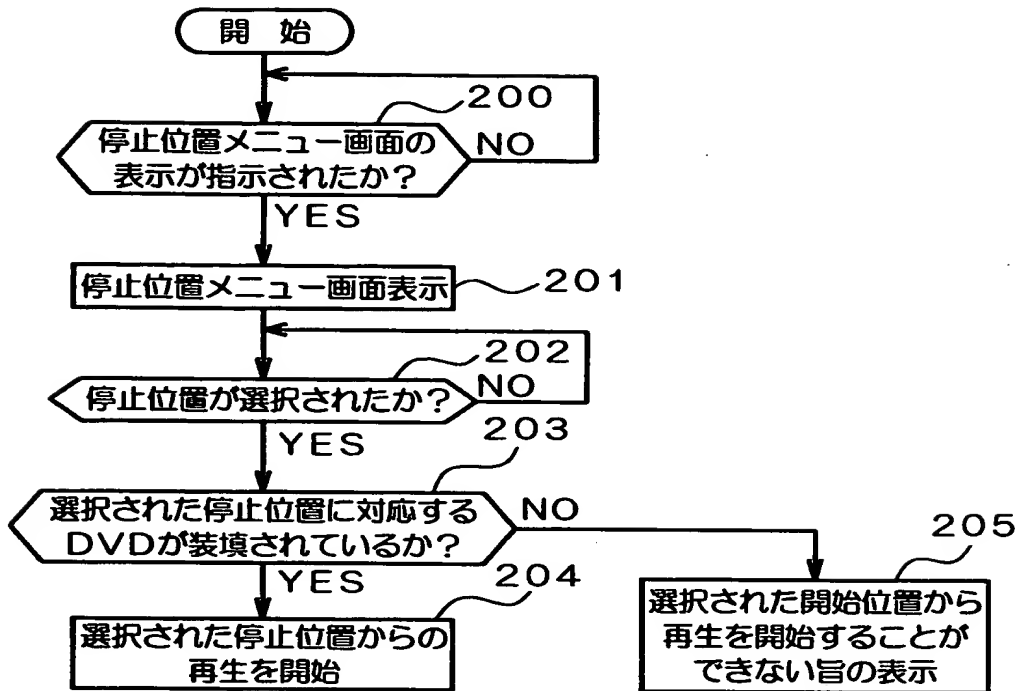 開 始
200
停止位置メニュー画面の
表示が指示されたか?
NO
YES
停止位置メニュー画面表示
201
202
停止位置が選択されたか?
NO
YES
203
選択された停止位置に対応する
DVDが装填されているか?
NO
YES
204
205
選択された停止位置からの
再生を開始
選択された開始位置から
再生を開始することが
できない旨の表示